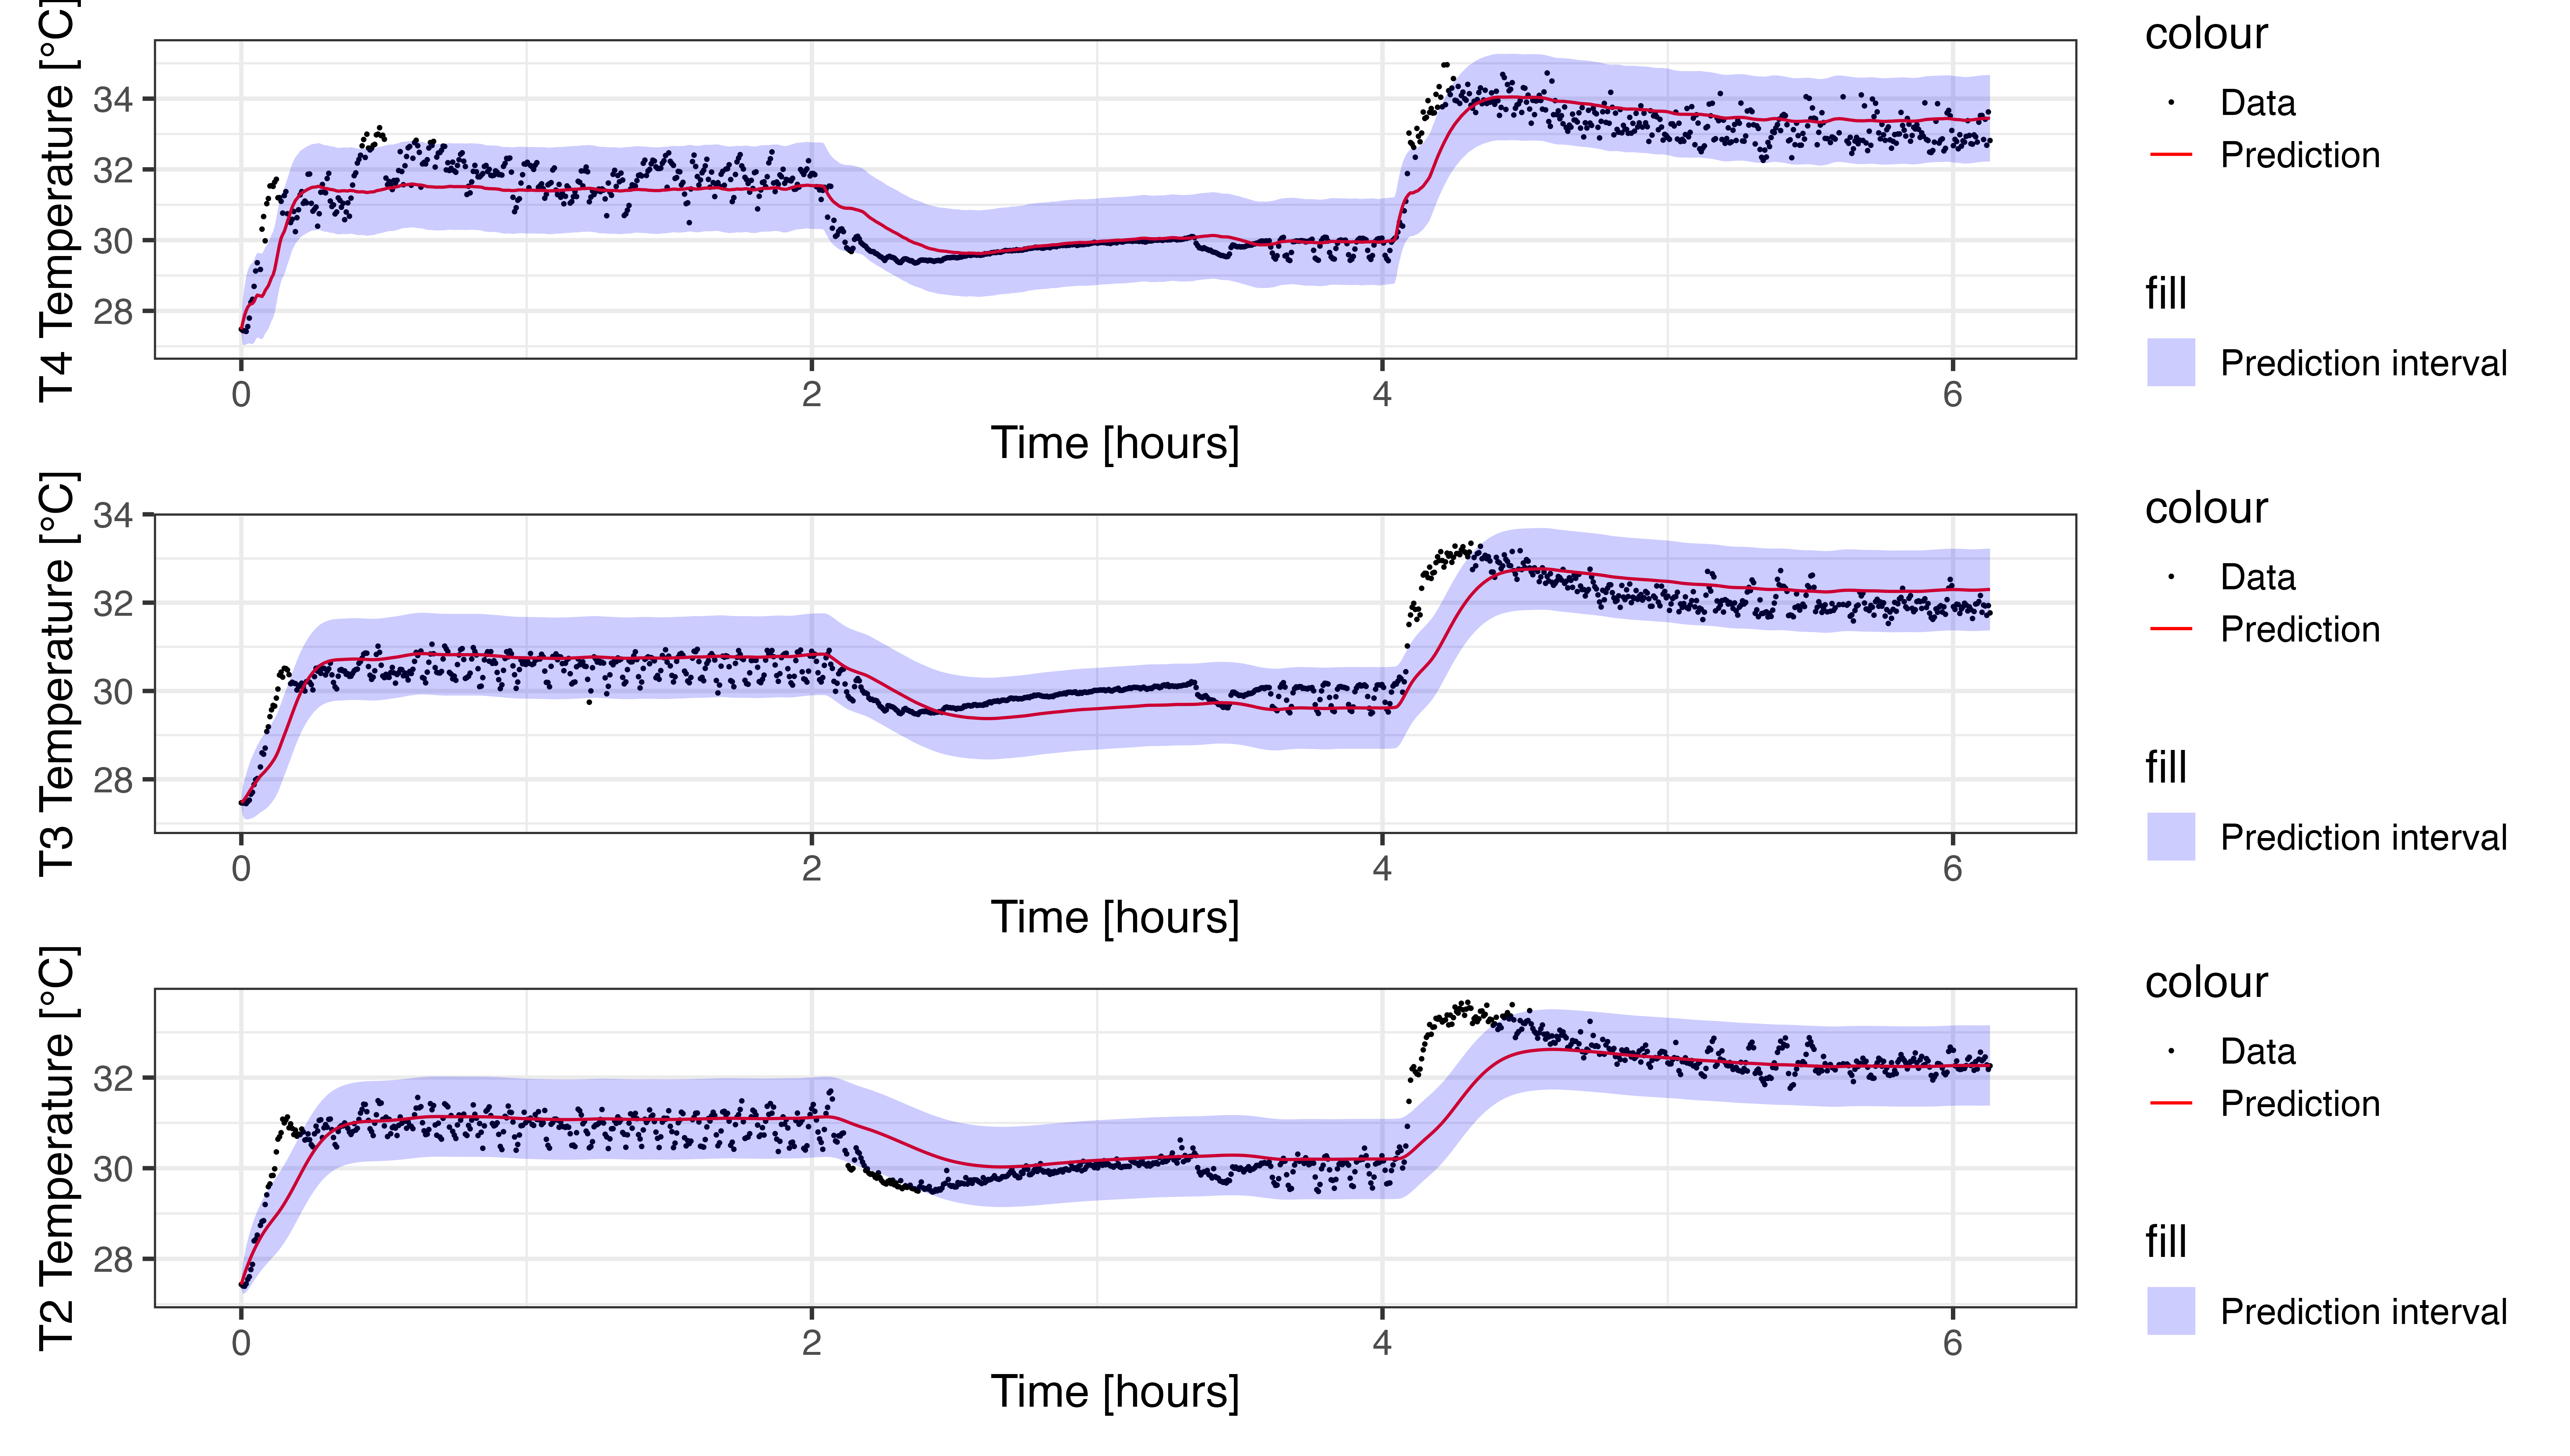 T4 Temperature [°C]
34
32
30
28
0 2 4 6
Time [hours]
colour
Data
Prediction
fill
Prediction interval
T3 Temperature [°C]
34
32
30
28
0 2 4 6
Time [hours]
colour
Data
Prediction
fill
Prediction interval
T2 Temperature [°C]
32
30
28
0 2 4 6
Time [hours]
colour
Data
Prediction
fill
Prediction interval